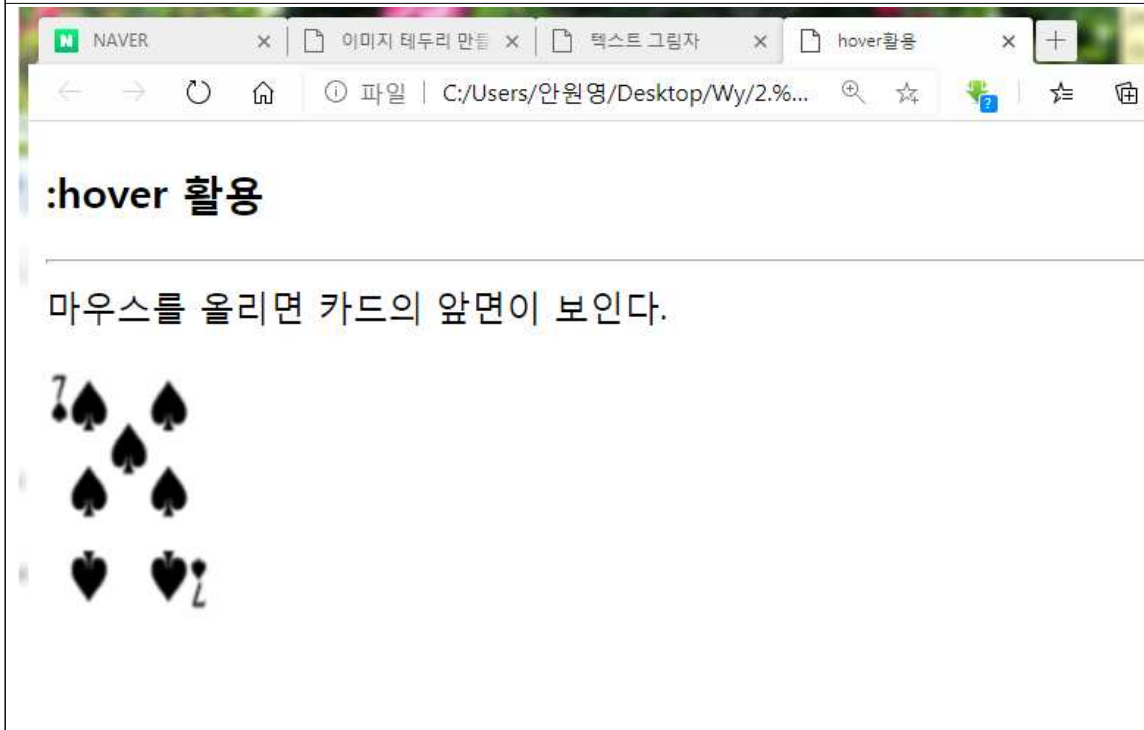 N NAVER 이미지 테두리 만들 텍스트 그림자 hover활용
파일 C:/Users/안원영/Desktop/Wy/2.%...
?
:hover 활용
마우스를 올리면 카드의 앞면이 보인다.
7
7